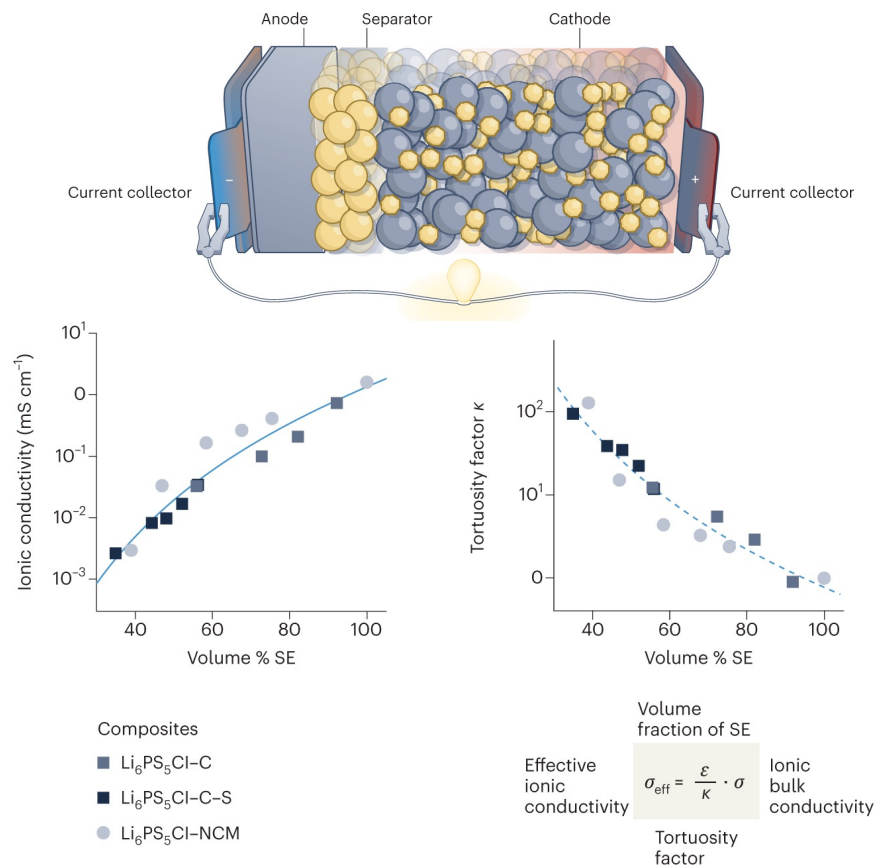 Anode
Separator
Cathode
Current collector
−
+
Current collector
Ionic conductivity (mS cm⁻¹)
10¹
0
10⁻¹
10⁻²
10⁻³
40
60
80
100
Volume % SE
Tortuosity factor κ
10²
10¹
0
40
60
80
100
Volume % SE
Composites
Li₆PS₅Cl–C
Li₆PS₅Cl–C–S
Li₆PS₅Cl–NCM
Volume
fraction of SE
Effective
ionic
conductivity
σeff = ε/κ · σ
Ionic
bulk
conductivity
Tortuosity
factor